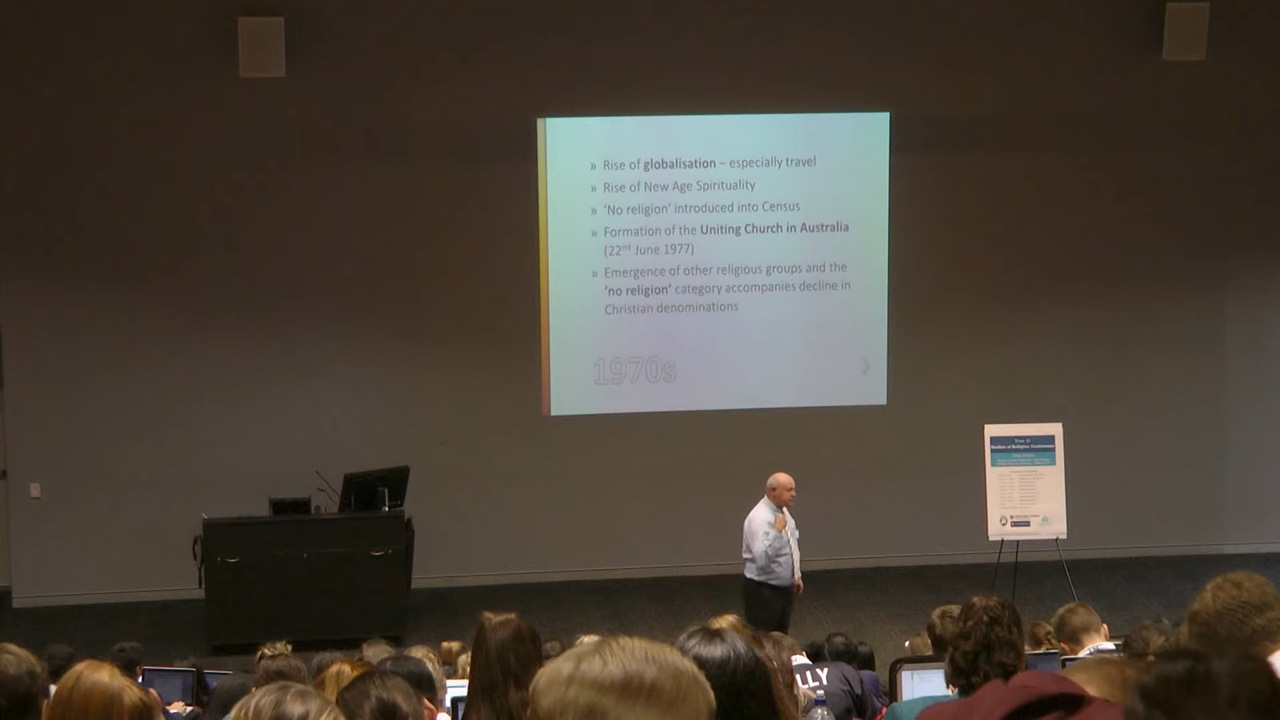 » Rise of globalisation – especially travel
» Rise of New Age Spirituality
» ‘No religion’ introduced into Census
» Formation of the Uniting Church in Australia
(22nd June 1977)
» Emergence of other religious groups and the
‘no religion’ category accompanies decline in
Christian denominations
1970s
LLY